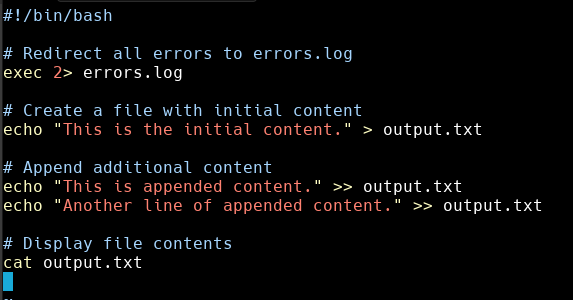 #!/bin/bash

# Redirect all errors to errors.log
exec 2> errors.log

# Create a file with initial content
echo "This is the initial content." > output.txt

# Append additional content
echo "This is appended content." >> output.txt
echo "Another line of appended content." >> output.txt

# Display file contents
cat output.txt